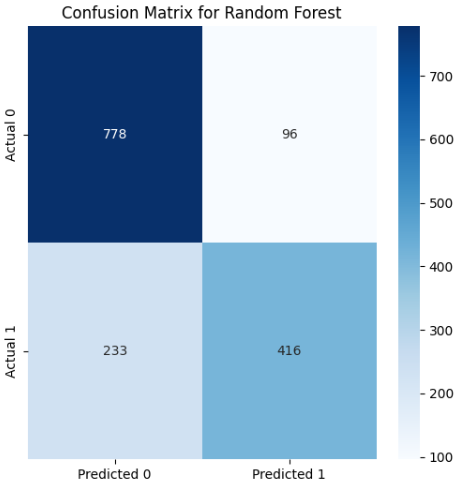 Confusion Matrix for Random Forest
Actual 0
778
96
Actual 1
233
416
Predicted 0
Predicted 1
700
600
500
400
300
200
100